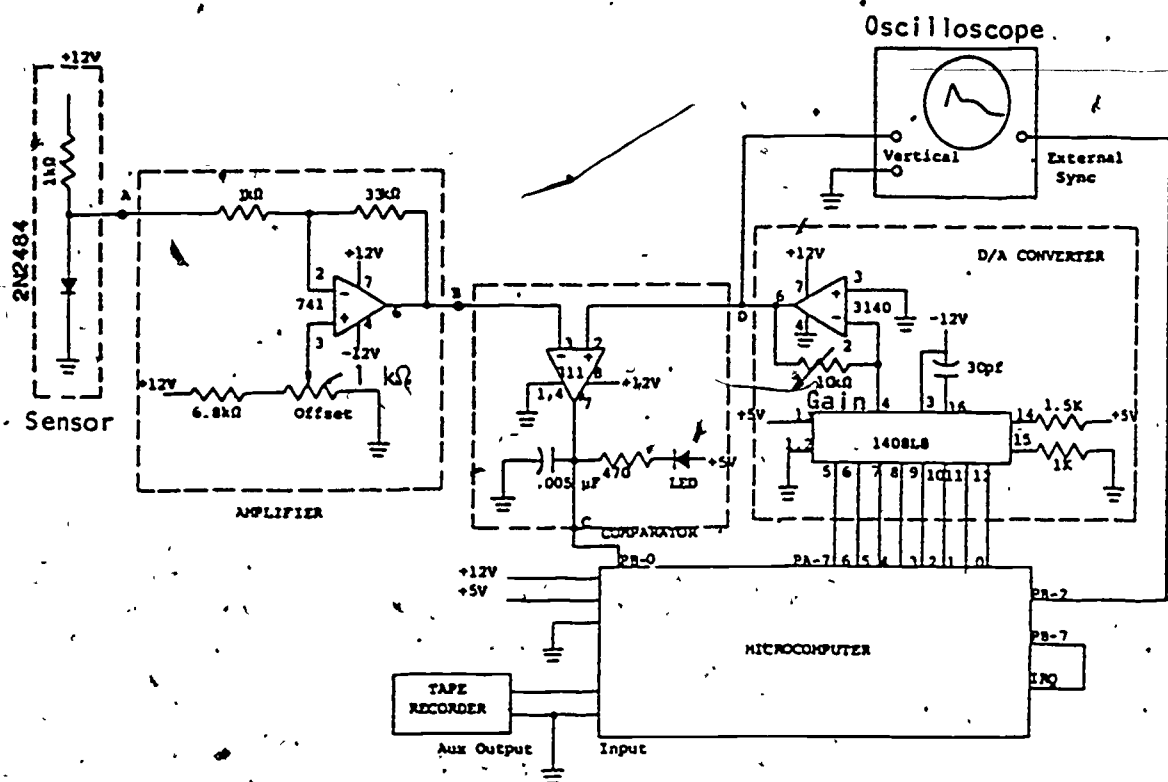 Oscilloscope
Vertical
External
Sync
+12V
1kΩ
2N2484
Sensor
A
1kΩ
33kΩ
+12V
2
7
741
-
+
6
3
4
-12V
+12V
6.8kΩ
Offset
1 kΩ
AMPLIFIER
B
3
2
-
+
311
8
1,4
+12V
7
.005 µF
470
LED
+5V
C
COMPARATOR
D
D/A CONVERTER
+12V
6
7
3
+
-
3140
4
2
10kΩ
Gain
-12V
30pf
4
3
16
+5V
1408L8
14
1.5K
+5V
15
1K
5
6
7
8
9
10
11
12
PB-0
PA-7
6
5
4
3
2
1
0
+12V
+5V
MICROCOMPUTER
PB-2
PB-7
IRQ
TAPE
RECORDER
Aux Output
Input